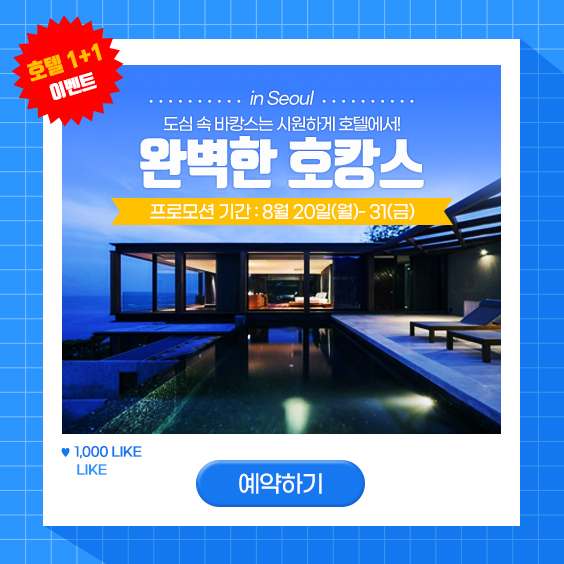 호텔 1+1
이벤트
in Seoul
도심 속 바캉스는 시원하게 호텔에서!
완벽한 호캉스
프로모션 기간 : 8월 20일(월)- 31(금)
♥ 1,000 LIKE
LIKE
예약하기